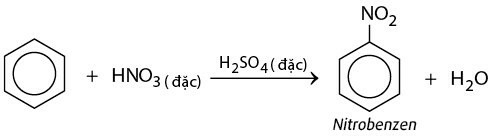 NO₂
+ HNO₃ (đặc) H₂SO₄ (đặc) + H₂O
Nitrobenzen